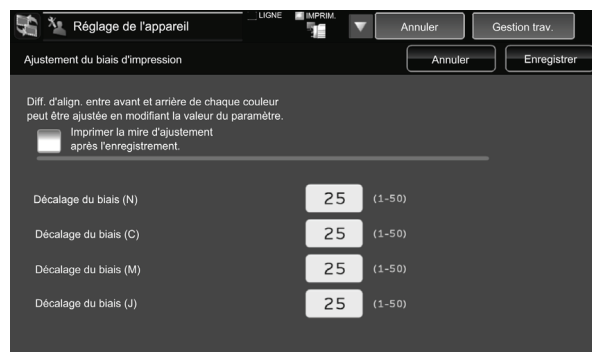 Réglage de l'appareil LIGNE IMPRIM. Annuler Gestion trav.
Ajustement du biais d'impression Annuler Enregistrer
Diff. d'align. entre avant et arrière de chaque couleur
peut être ajustée en modifiant la valeur du paramètre.
Imprimer la mire d'ajustement
après l'enregistrement.
Décalage du biais (N) 25 (1-50)
Décalage du biais (C) 25 (1-50)
Décalage du biais (M) 25 (1-50)
Décalage du biais (J) 25 (1-50)